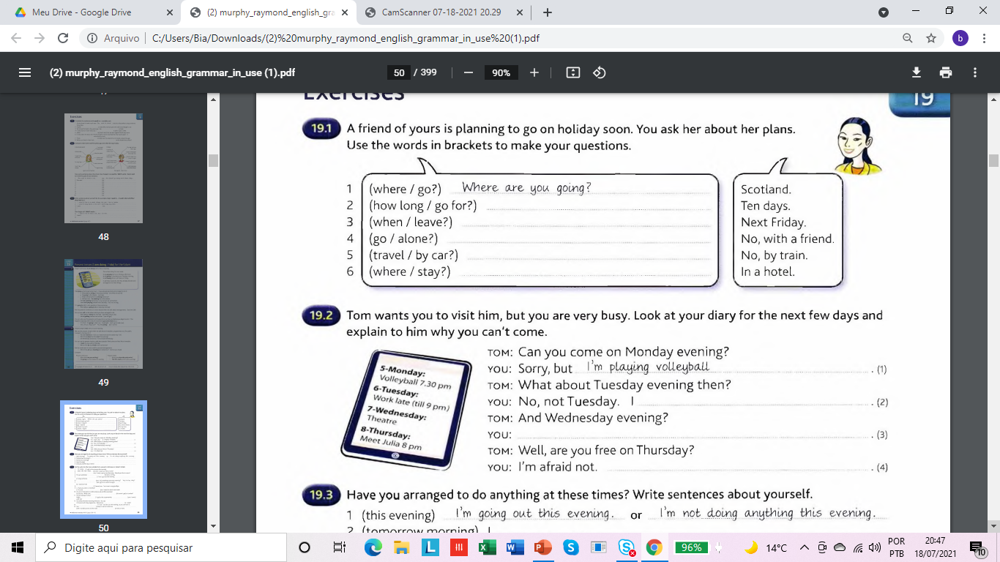 Meu Drive - Google Drive
(2) murphy_raymond_english_gra
CamScanner 07-18-2021 20.29
Arquivo
C:/Users/Bia/Downloads/(2)%20murphy_raymond_english_grammar_in_use%20(1).pdf
b
(2) murphy_raymond_english_grammar_in_use (1).pdf
50 / 399
90%
48
49
50
Exercises
19
19.1 A friend of yours is planning to go on holiday soon. You ask her about her plans.
Use the words in brackets to make your questions.
1 (where / go?) Where are you going?
2 (how long / go for?)
3 (when / leave?)
4 (go / alone?)
5 (travel / by car?)
6 (where / stay?)
Scotland.
Ten days.
Next Friday.
No, with a friend.
No, by train.
In a hotel.
19.2 Tom wants you to visit him, but you are very busy. Look at your diary for the next few days and
explain to him why you can't come.
5-Monday:
Volleyball 7.30 pm
6-Tuesday:
Work late (till 9 pm)
7-Wednesday:
Theatre
8-Thursday:
Meet Julia 8 pm
TOM: Can you come on Monday evening?
YOU: Sorry, but I'm playing volleyball . (1)
TOM: What about Tuesday evening then?
YOU: No, not Tuesday. I . (2)
TOM: And Wednesday evening?
YOU: . (3)
TOM: Well, are you free on Thursday?
YOU: I'm afraid not. . (4)
19.3 Have you arranged to do anything at these times? Write sentences about yourself.
1 (this evening) I'm going out this evening. or I'm not doing anything this evening.
2 (tomorrow morning) I
Digite aqui para pesquisar
96%
14°C
POR
PTB
20:47
18/07/2021
10